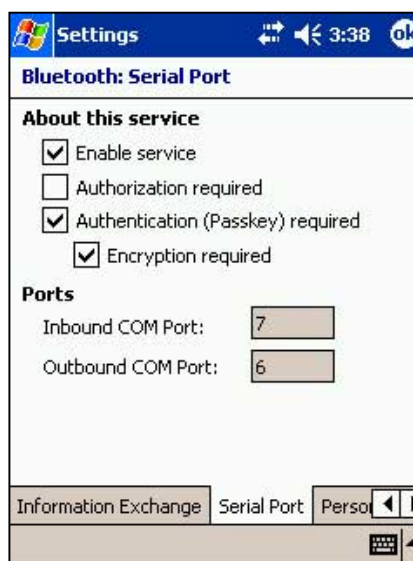 Settings 3:38 ok
Bluetooth: Serial Port
About this service
Enable service
Authorization required
Authentication (Passkey) required
Encryption required
Ports
Inbound COM Port: 7
Outbound COM Port: 6
Information Exchange Serial Port Perso